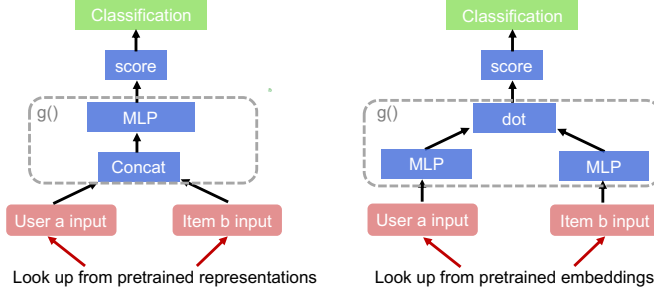 Classification
score
g()
MLP
Concat
User a input
Item b input
Look up from pretrained representations
Classification
score
g()
dot
MLP
MLP
User a input
Item b input
Look up from pretrained embeddings